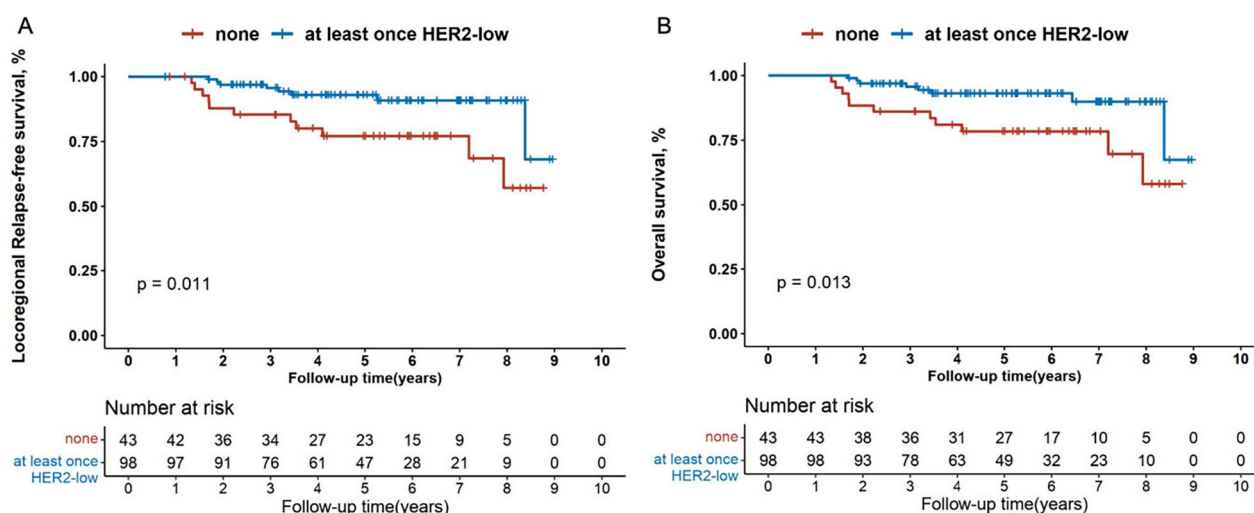 A
none at least once HER2-low
Locoregional Relapse-free survival, %
1.00
0.75
0.50
0.25
0.00
p = 0.011
0 1 2 3 4 5 6 7 8 9 10
Follow-up time(years)
Number at risk
none 43 42 36 34 27 23 15 9 5 0 0
at least once 98 97 91 76 61 47 28 21 9 0 0
HER2-low
0 1 2 3 4 5 6 7 8 9 10
Follow-up time(years)
B
none at least once HER2-low
Overall survival, %
1.00
0.75
0.50
0.25
0.00
p = 0.013
0 1 2 3 4 5 6 7 8 9 10
Follow-up time(years)
Number at risk
none 43 43 38 36 31 27 17 10 5 0 0
at least once 98 98 93 78 63 49 32 23 10 0 0
HER2-low
0 1 2 3 4 5 6 7 8 9 10
Follow-up time(years)